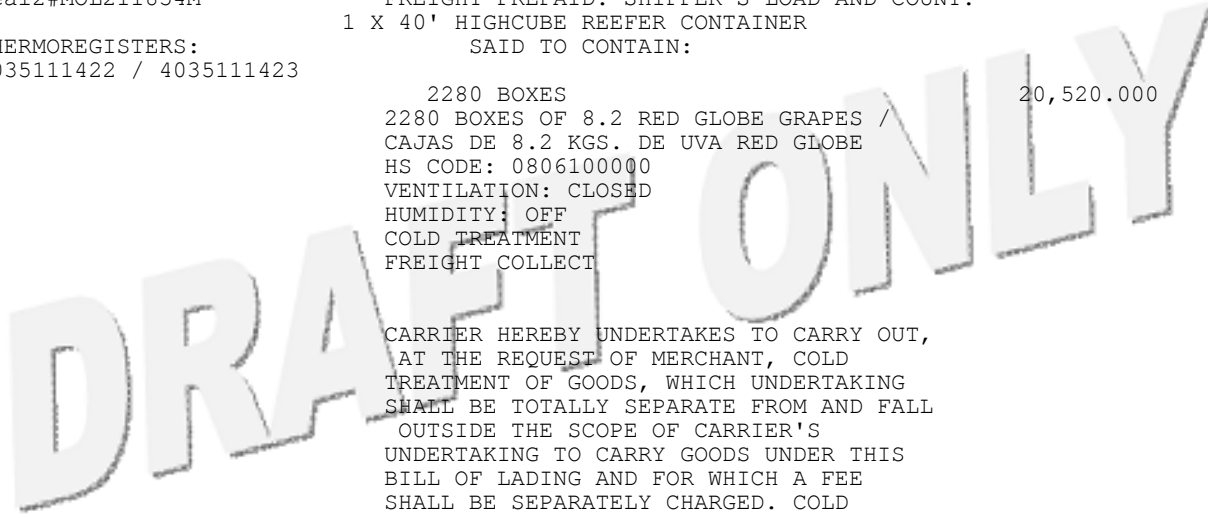 FREIGHT PREPAID. SHIPPER'S LOAD AND COUNT.
1 X 40' HIGHCUBE REEFER CONTAINER
SAID TO CONTAIN:
4035111422 / 4035111423
2280 BOXES 20,520.000
2280 BOXES OF 8.2 RED GLOBE GRAPES /
CAJAS DE 8.2 KGS. DE UVA RED GLOBE
HS CODE: 0806100000
VENTILATION: CLOSED
HUMIDITY: OFF
COLD TREATMENT
FREIGHT COLLECT
DRAFT ONLY
CARRIER HEREBY UNDERTAKES TO CARRY OUT,
AT THE REQUEST OF MERCHANT, COLD
TREATMENT OF GOODS, WHICH UNDERTAKING
SHALL BE TOTALLY SEPARATE FROM AND FALL
OUTSIDE THE SCOPE OF CARRIER'S
UNDERTAKING TO CARRY GOODS UNDER THIS
BILL OF LADING AND FOR WHICH A FEE
SHALL BE SEPARATELY CHARGED. COLD